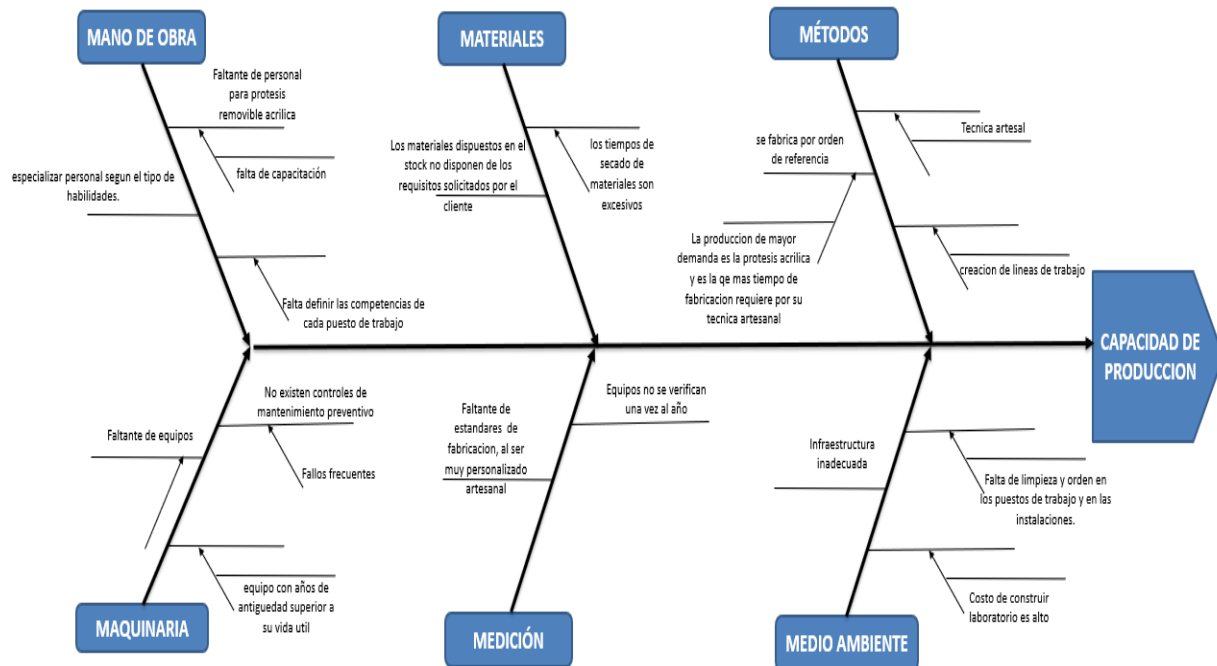 MANO DE OBRA
MATERIALES
MÉTODOS
Faltante de personal
para protesis
removible acrilica
falta de capacitación
especializar personal segun el tipo de
habilidades.
Falta definir las competencias de
cada puesto de trabajo
Los materiales dispuestos en el
stock no disponen de los
requisitos solicitados por el
cliente
los tiempos de
secado de
materiales son
excesivos
se fabrica por orden
de referencia
Tecnica artesal
La produccion de mayor
demanda es la protesis acrilica
y es la qe mas tiempo de
fabricacion requiere por su
tecnica artesanal
creacion de lineas de trabajo
CAPACIDAD DE
PRODUCCION
No existen controles de
mantenimiento preventivo
Faltante de equipos
Fallos frecuentes
equipo con años de
antiguedad superior a
su vida util
Faltante de
estandares de
fabricacion, al ser
muy personalizado
artesanal
Equipos no se verifican
una vez al año
Infraestructura
inadecuada
Falta de limpieza y orden en
los puestos de trabajo y en las
instalaciones.
Costo de construir
laboratorio es alto
MAQUINARIA
MEDICIÓN
MEDIO AMBIENTE